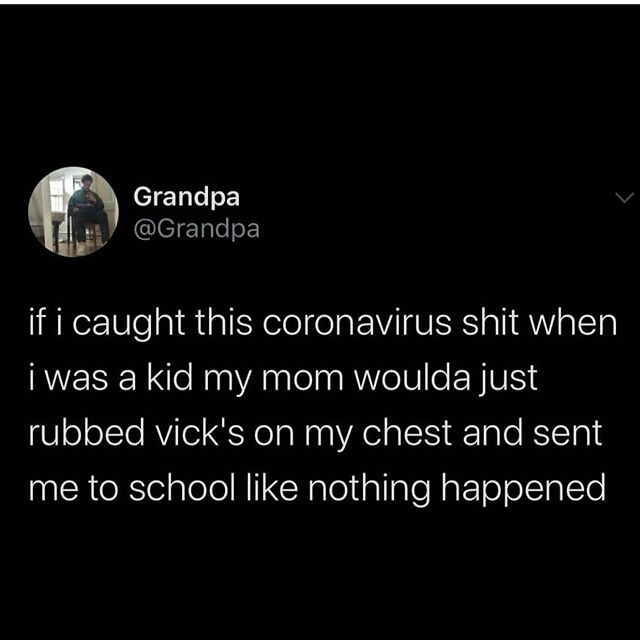 Grandpa
@Grandpa
if i caught this coronavirus shit when
i was a kid my mom woulda just
rubbed vick's on my chest and sent
me to school like nothing happened